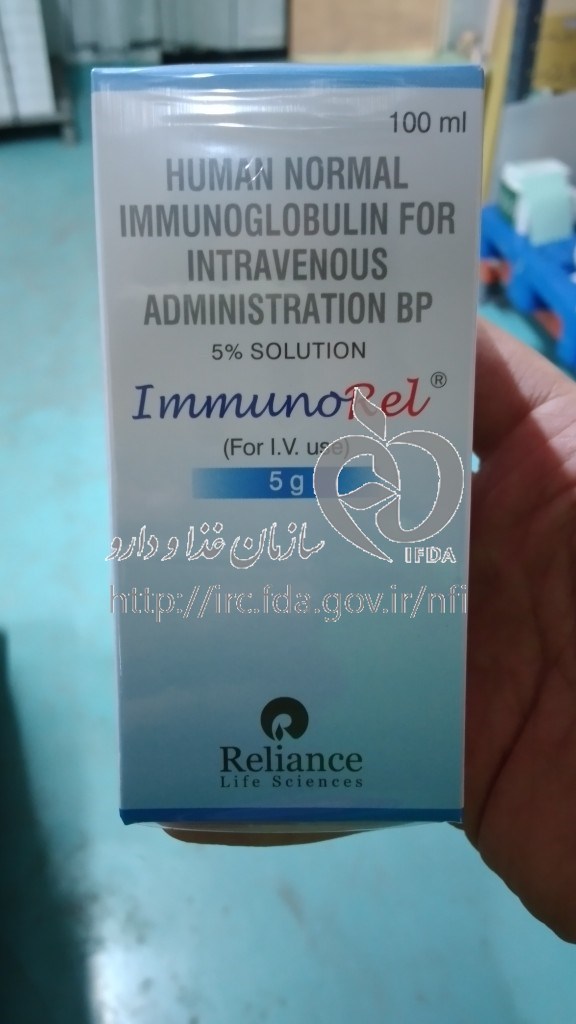 100 ml
HUMAN NORMAL
IMMUNOGLOBULIN FOR
INTRAVENOUS
ADMINISTRATION BP
5% SOLUTION
ImmunoRel®
(For I.V. use)
5 g
IFDA
سازمان غذا و دارو
http://irc.fda.gov.ir/nfi
Reliance
Life Sciences